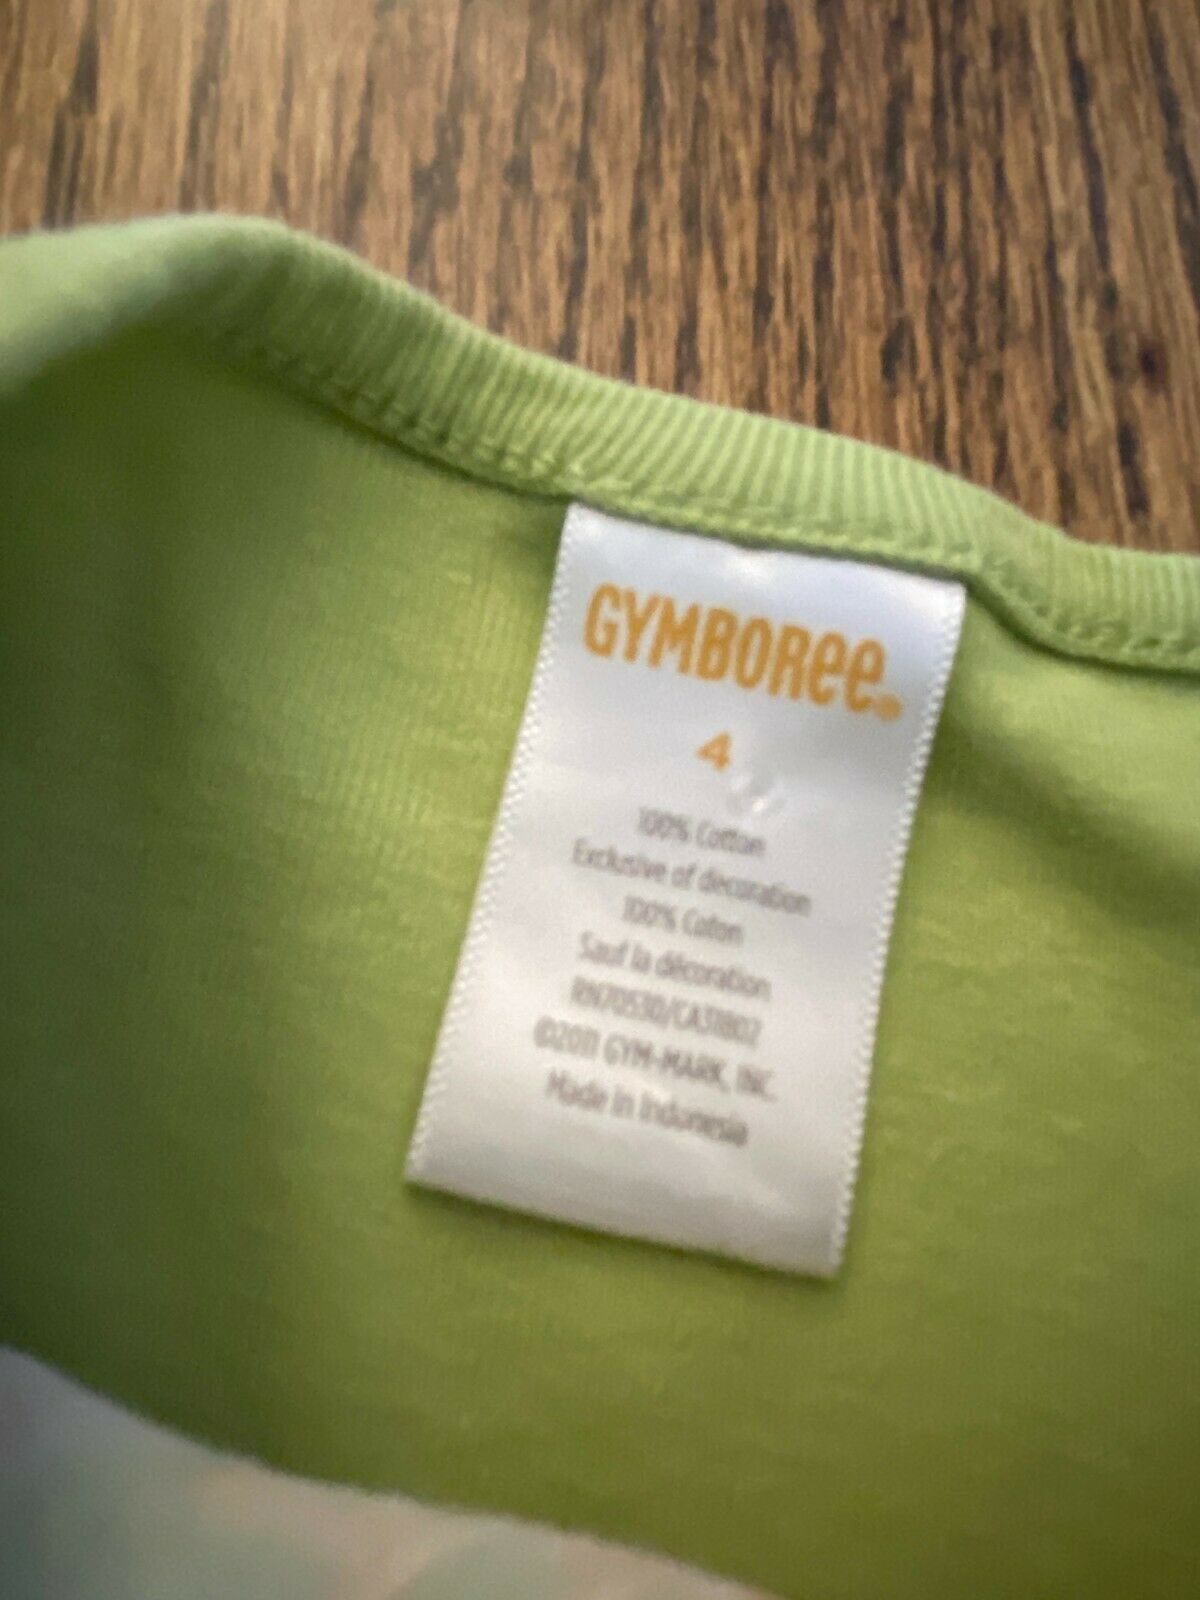 GYMBOREE®
4
100% Cotton
Exclusive of decoration
100% Coton
Sauf la décoration
RN70530/CA31802
©2011 GYM-MARK, INC.
Made in Indonesia